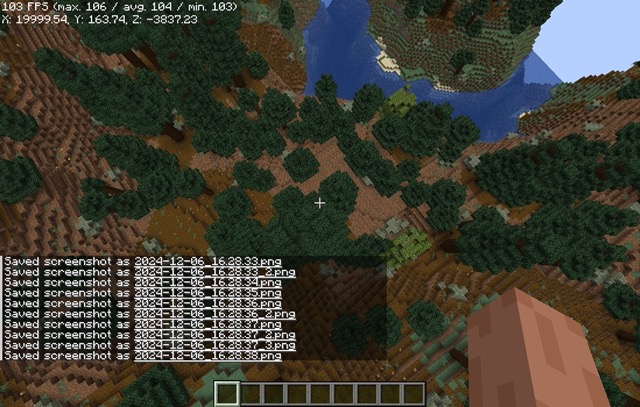 103 FPS (max. 106 / avg. 104 / min. 103)
X: 19999.54, Y: 163.74, Z: -3837.23
Saved screenshot as 2024-12-06_16.28.33.png
Saved screenshot as 2024-12-06_16.28.33_2.png
Saved screenshot as 2024-12-06_16.28.34.png
Saved screenshot as 2024-12-06_16.28.35.png
Saved screenshot as 2024-12-06_16.28.36.png
Saved screenshot as 2024-12-06_16.28.36_2.png
Saved screenshot as 2024-12-06_16.28.37.png
Saved screenshot as 2024-12-06_16.28.37_2.png
Saved screenshot as 2024-12-06_16.28.37_3.png
Saved screenshot as 2024-12-06_16.28.38.png